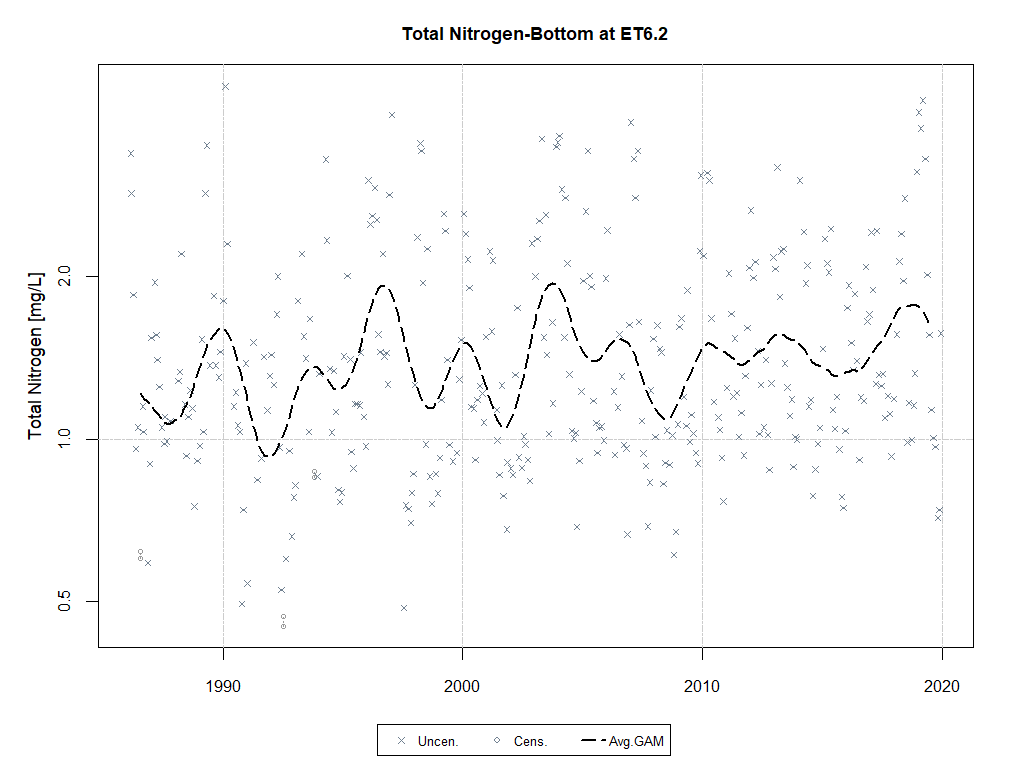 Total Nitrogen-Bottom at ET6.2
Total Nitrogen [mg/L]
2.0
1.0
0.5
1990 2000 2010 2020
Uncen. Cens. Avg.GAM